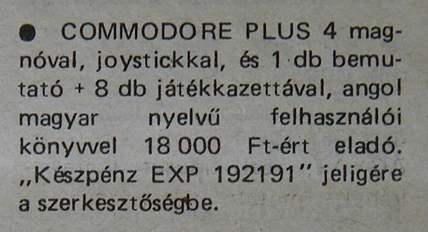 ● COMMODORE PLUS 4 mag-
nóval, joystickkal, és 1 db bemu-
tató + 8 db játékkazettával, angol
magyar nyelvű felhasználói
könyvvel 18 000 Ft-ért eladó.
„Készpénz EXP 192191” jeligére
a szerkesztőségbe.